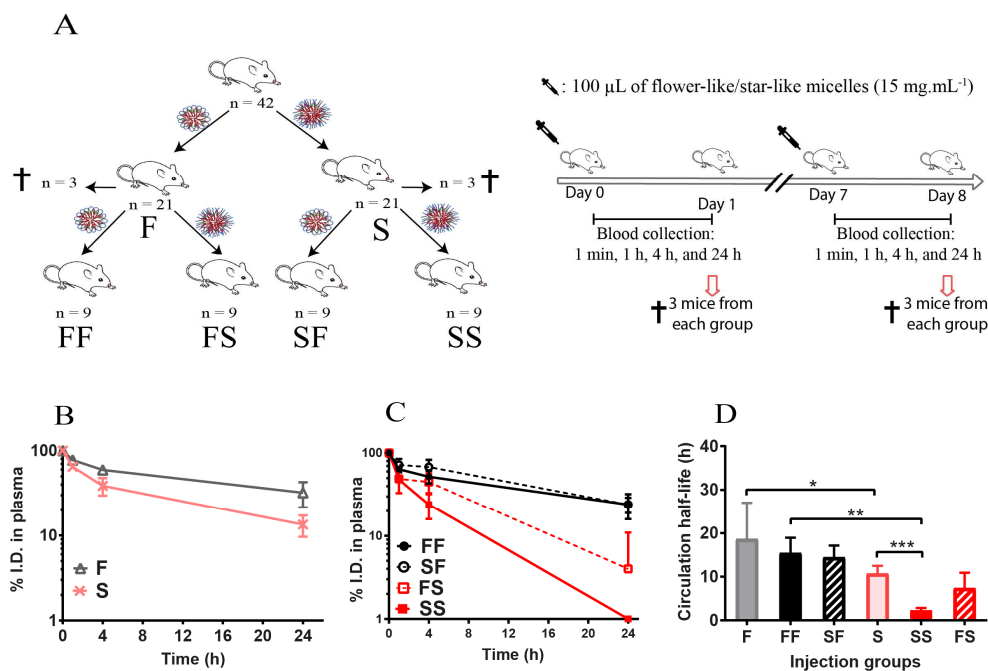 A
n = 42
n = 3
n = 21
F
n = 21
S
n = 3
n = 9
FF
n = 9
FS
n = 9
SF
n = 9
SS
: 100 µL of flower-like/star-like micelles (15 mg.mL⁻¹)
Day 0
Day 1
Day 7
Day 8
Blood collection:
1 min, 1 h, 4 h, and 24 h
3 mice from
each group
Blood collection:
1 min, 1 h, 4 h, and 24 h
3 mice from
each group
B
% I.D. in plasma
100
10
1
F
S
0 4 8 12 16 20 24
Time (h)
C
% I.D. in plasma
100
10
1
FF
SF
FS
SS
0 4 8 12 16 20 24
Time (h)
D
Circulation half-life (h)
40
30
20
10
0
*
**
***
F FF SF S SS FS
Injection groups